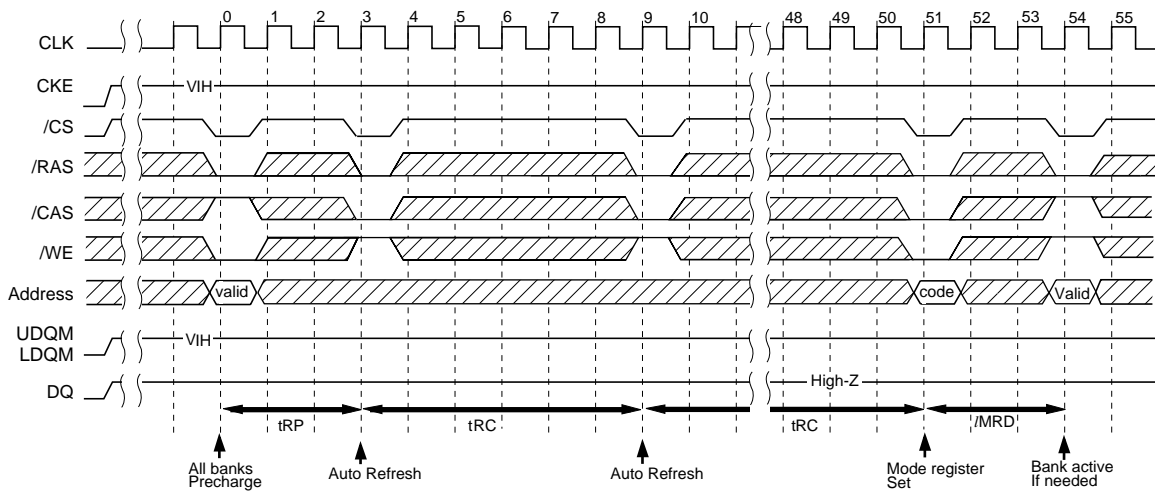 0 1 2 3 4 5 6 7 8 9 10 48 49 50 51 52 53 54 55
CLK
CKE VIH
/CS
/RAS
/CAS
/WE
Address valid code Valid
UDQM VIH
LDQM
DQ High-Z
tRP tRC tRC lMRD
All banks
Precharge
Auto Refresh
Auto Refresh
Mode register
Set
Bank active
If needed